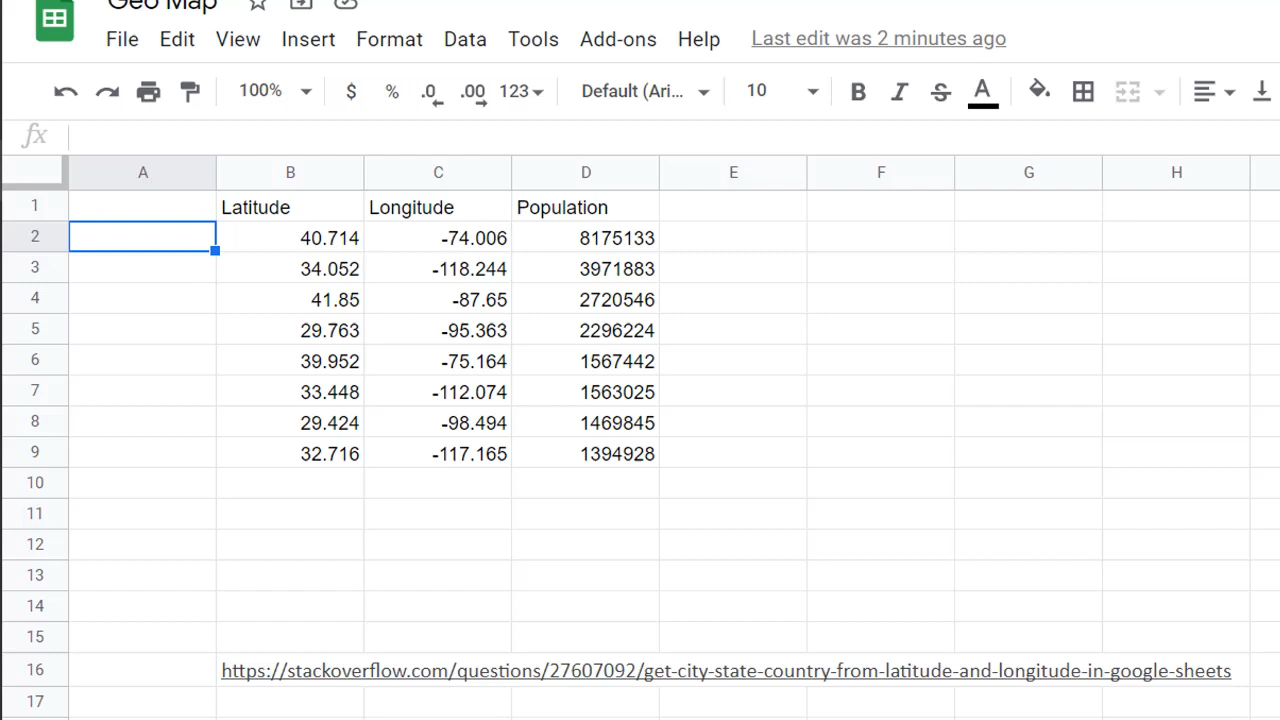 Geo Map
File Edit View Insert Format Data Tools Add-ons Help Last edit was 2 minutes ago
100% $ % .0 .00 123 Default (Ari... 10 B I S A
fx
A B C D E F G H
1 Latitude Longitude Population
2 40.714 -74.006 8175133
3 34.052 -118.244 3971883
4 41.85 -87.65 2720546
5 29.763 -95.363 2296224
6 39.952 -75.164 1567442
7 33.448 -112.074 1563025
8 29.424 -98.494 1469845
9 32.716 -117.165 1394928
10
11
12
13
14
15
16 https://stackoverflow.com/questions/27607092/get-city-state-country-from-latitude-and-longitude-in-google-sheets
17